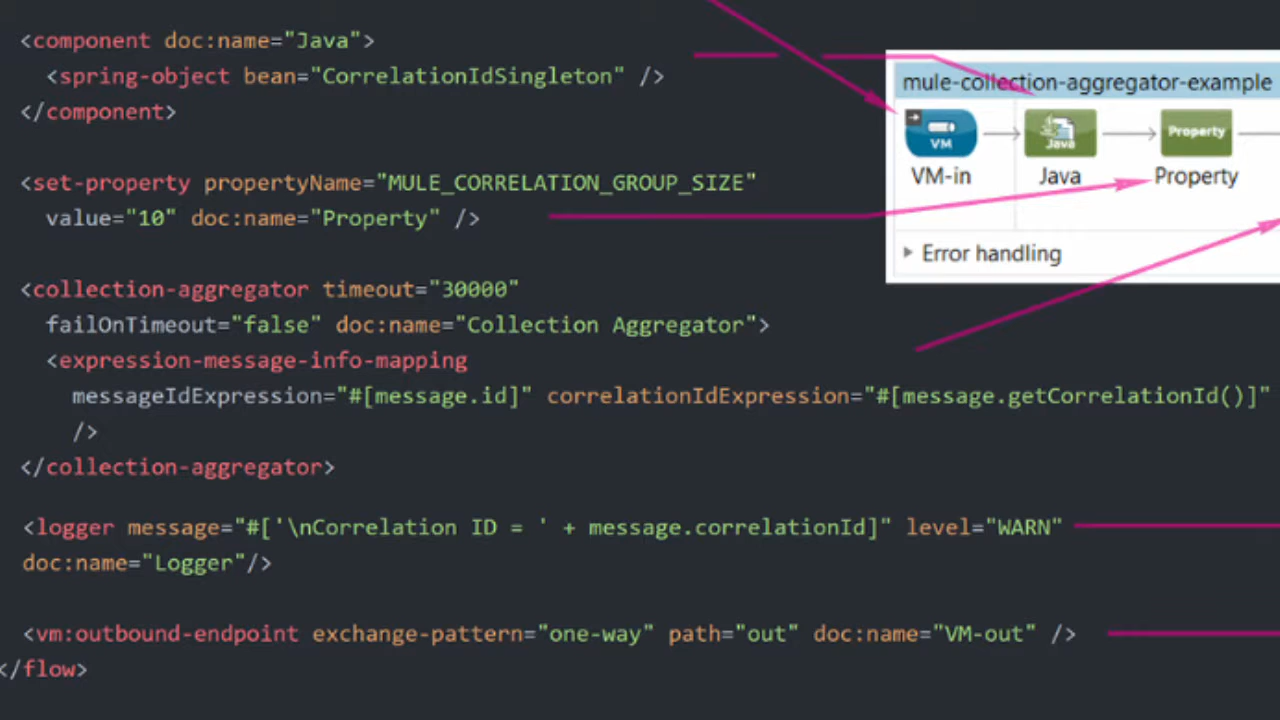 <component doc:name="Java">
<spring-object bean="CorrelationIdSingleton" />
</component>
<set-property propertyName="MULE_CORRELATION_GROUP_SIZE"
value="10" doc:name="Property" />
<collection-aggregator timeout="30000"
failOnTimeout="false" doc:name="Collection Aggregator">
<expression-message-info-mapping
messageIdExpression="#[message.id]" correlationIdExpression="#[message.getCorrelationId()]"
/>
</collection-aggregator>
<logger message="#['\nCorrelation ID = ' + message.correlationId]" level="WARN"
doc:name="Logger"/>
<vm:outbound-endpoint exchange-pattern="one-way" path="out" doc:name="VM-out" />
</flow>
mule-collection-aggregator-example
VM
Java
Property
VM-in
Java
Property
Error handling